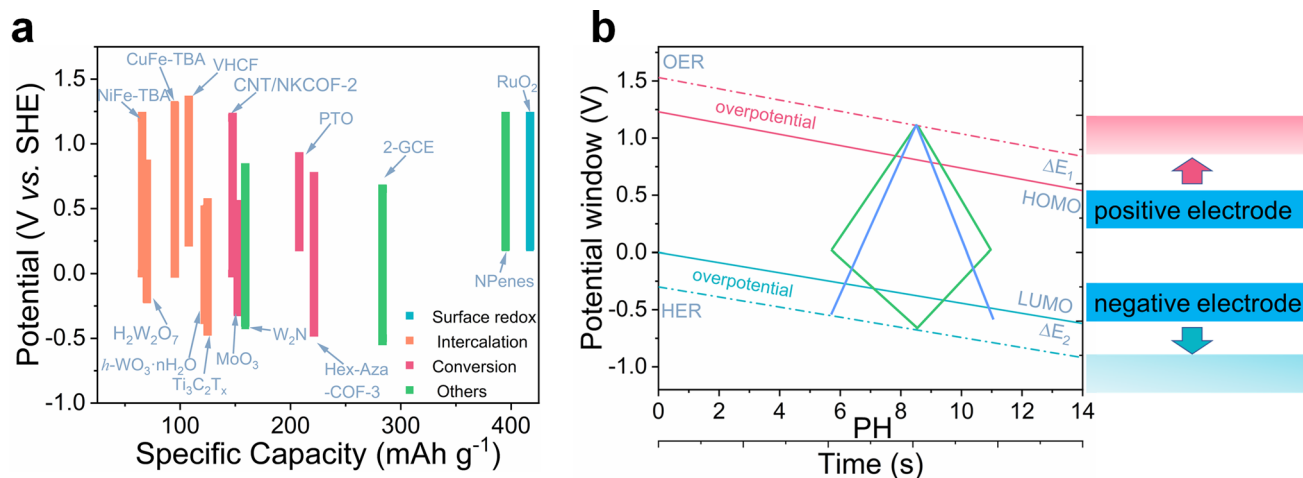 a
CuFe-TBA
VHCF
NiFe-TBA
CNT/NKCOF-2
RuO₂
PTO
2-GCE
1.5
1.0
0.5
0.0
-0.5
-1.0
Potential (V vs. SHE)
H₂W₂O₇
h-WO₃·nH₂O
Ti₃C₂Tₓ
MoO₃
W₂N
Hex-Aza
-COF-3
NPenes
Surface redox
Intercalation
Conversion
Others
100
200
300
400
Specific Capacity (mAh g⁻¹)
b
OER
overpotential
ΔE₁
HOMO
overpotential
LUMO
HER
ΔE₂
1.5
1.0
0.5
0.0
-0.5
-1.0
Potential window (V)
0
2
4
6
8
10
12
14
PH
Time (s)
positive electrode
negative electrode